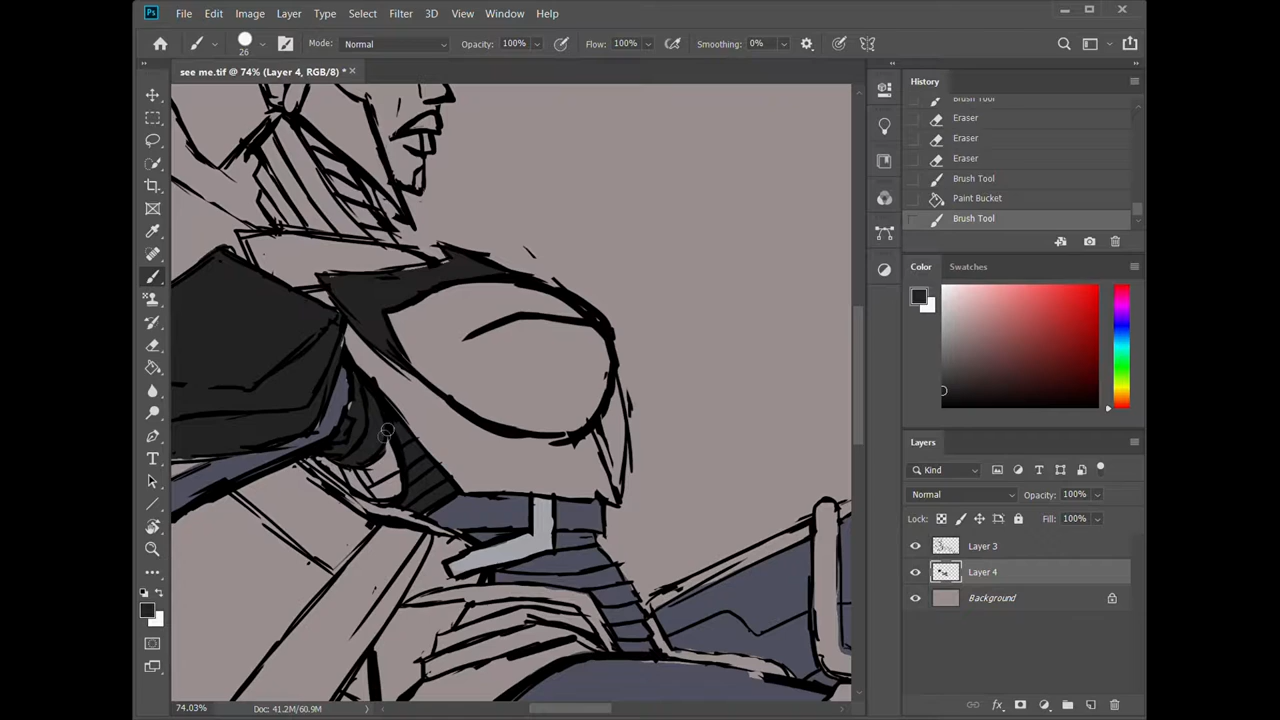 Ps File Edit Image Layer Type Select Filter 3D View Window Help
26 Mode: Normal Opacity: 100% Flow: 100% Smoothing: 0%
see me.tif @ 74% (Layer 4, RGB/8) *
History
Brush Tool
Eraser
Eraser
Eraser
Brush Tool
Paint Bucket
Brush Tool
Color Swatches
Layers
Kind
Normal Opacity: 100%
Lock: Fill: 100%
Layer 3
Layer 4
Background
fx
74.03% Doc: 41.2M/60.9M